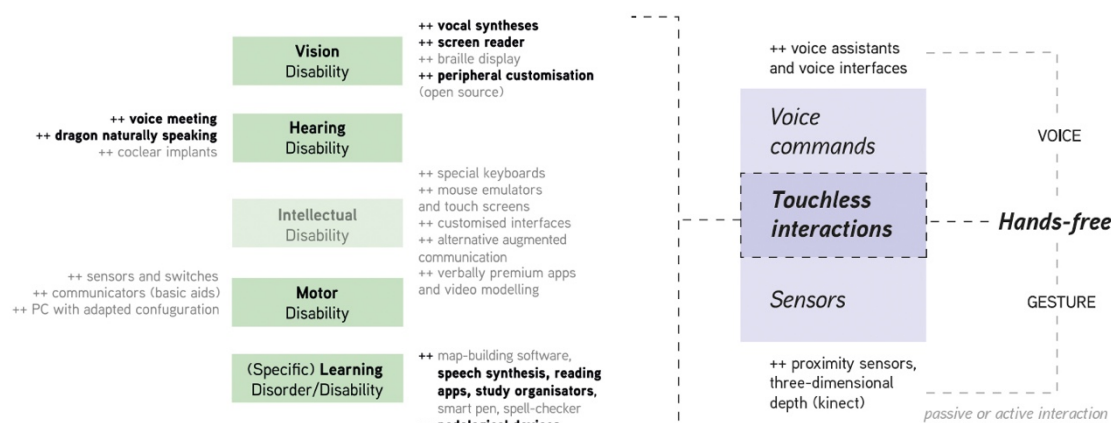 ++ vocal syntheses
++ screen reader
++ braille display
++ peripheral customisation
(open source)
Vision
Disability
++ voice meeting
++ dragon naturally speaking
++ coclear implants
Hearing
Disability
++ special keyboards
++ mouse emulators
and touch screens
++ customised interfaces
++ alternative augmented
communication
++ verbally premium apps
and video modelling
Intellectual
Disability
++ sensors and switches
++ communicators (basic aids)
++ PC with adapted confuguration
Motor
Disability
(Specific) Learning
Disorder/Disability
++ map-building software,
speech synthesis, reading
apps, study organisators,
smart pen, spell-checker
++ voice assistants
and voice interfaces
Voice
commands
Touchless
interactions
Sensors
++ proximity sensors,
three-dimensional
depth (kinect)
VOICE
Hands-free
GESTURE
passive or active interaction